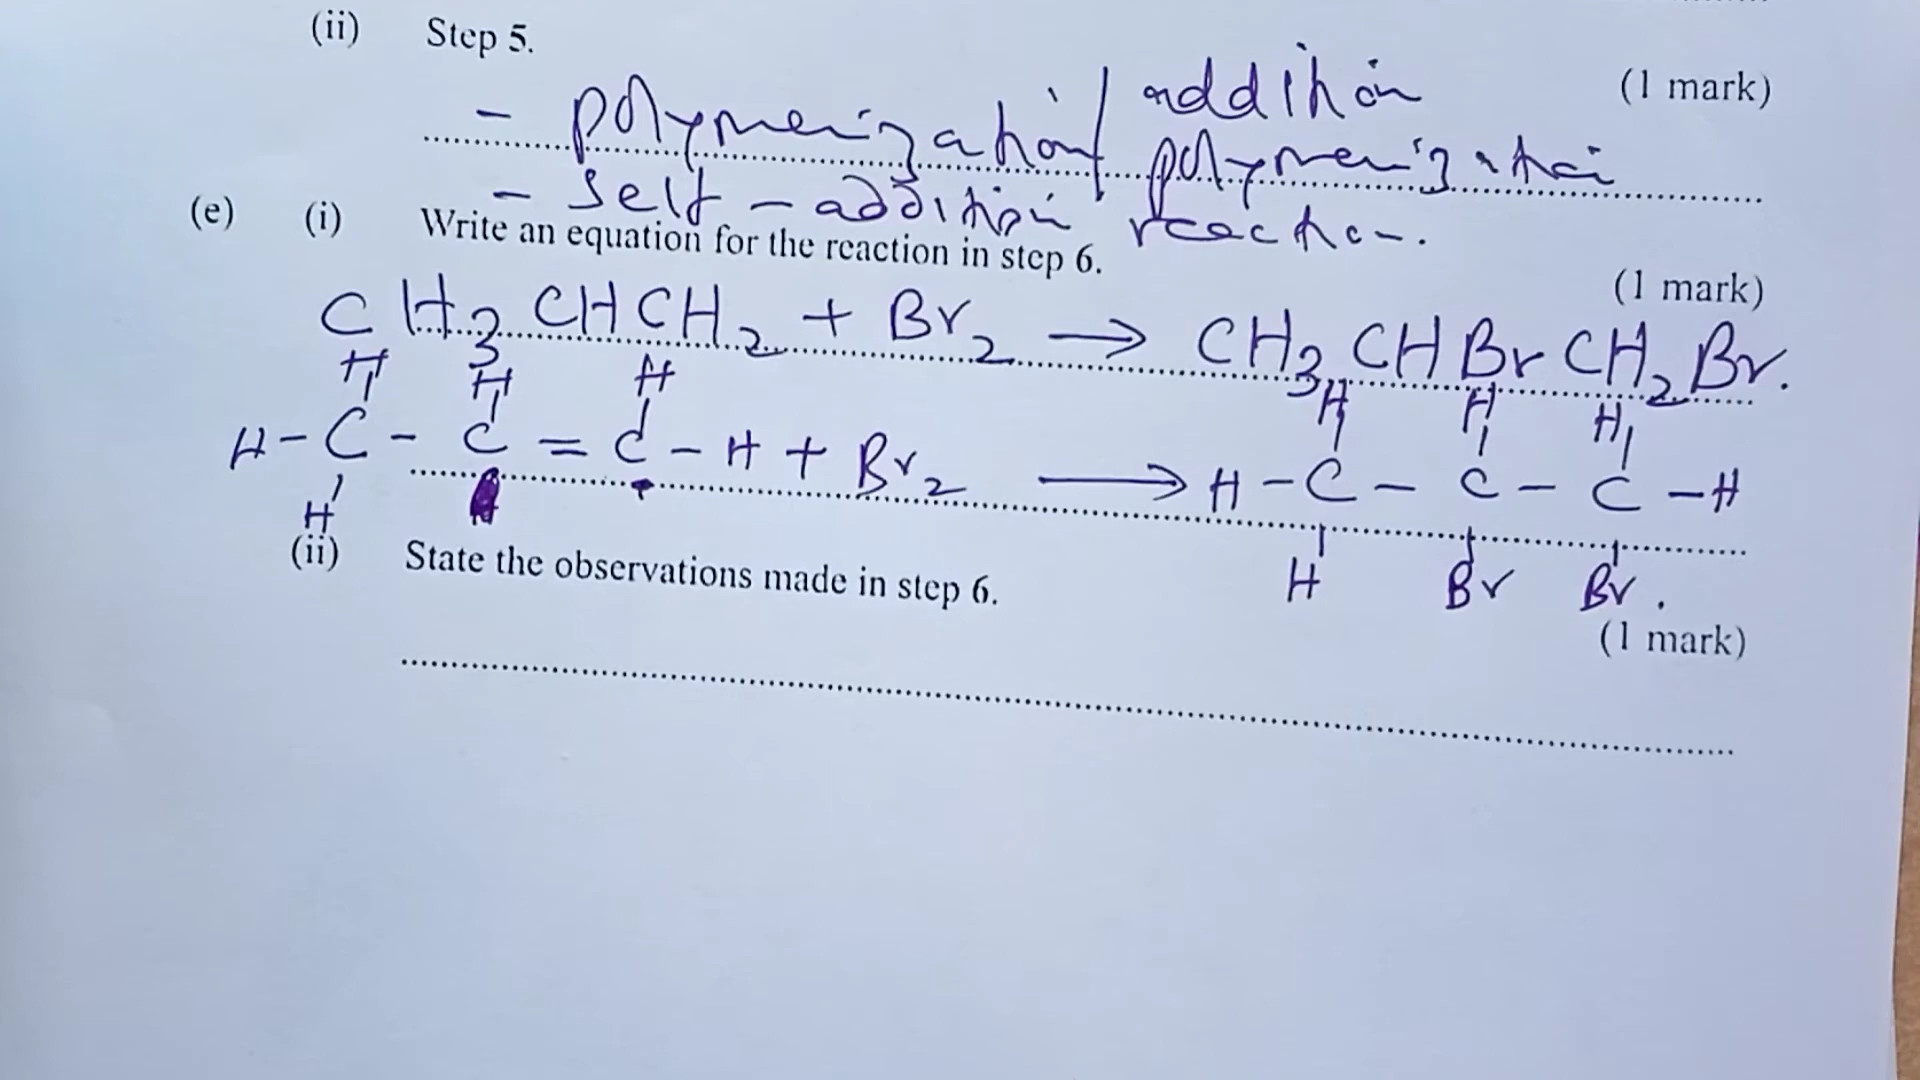 (ii) Step 5.
(1 mark)
- polymerization/ addition
polymerization
- Self-addition reaction.
(e) (i) Write an equation for the reaction in step 6.
(1 mark)
CH3CHCH2 + Br2 → CH3CHBrCH2Br.
H H H H H H
H-C-C=C-H + Br2 → H-C-C-C-H
H H Br Br.
(ii) State the observations made in step 6.
(1 mark)